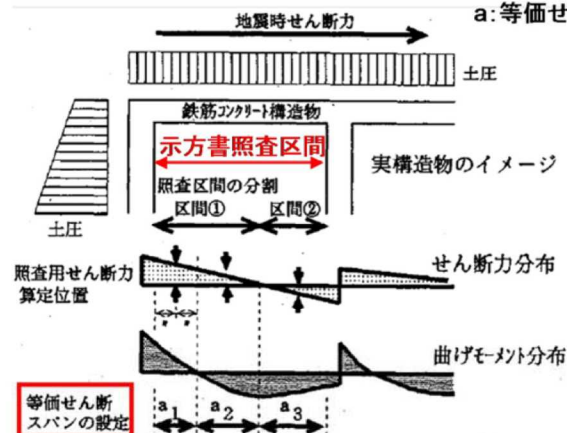 a:等価せ
地震時せん断力
土圧
鉄筋コンクリート構造物
示方書照査区間
実構造物のイメージ
照査区間の分割
区間① 区間②
土圧
せん断力分布
照査用せん断力
算定位置
曲げモーメント分布
等価せん断
スパンの設定
a1 a2 a3